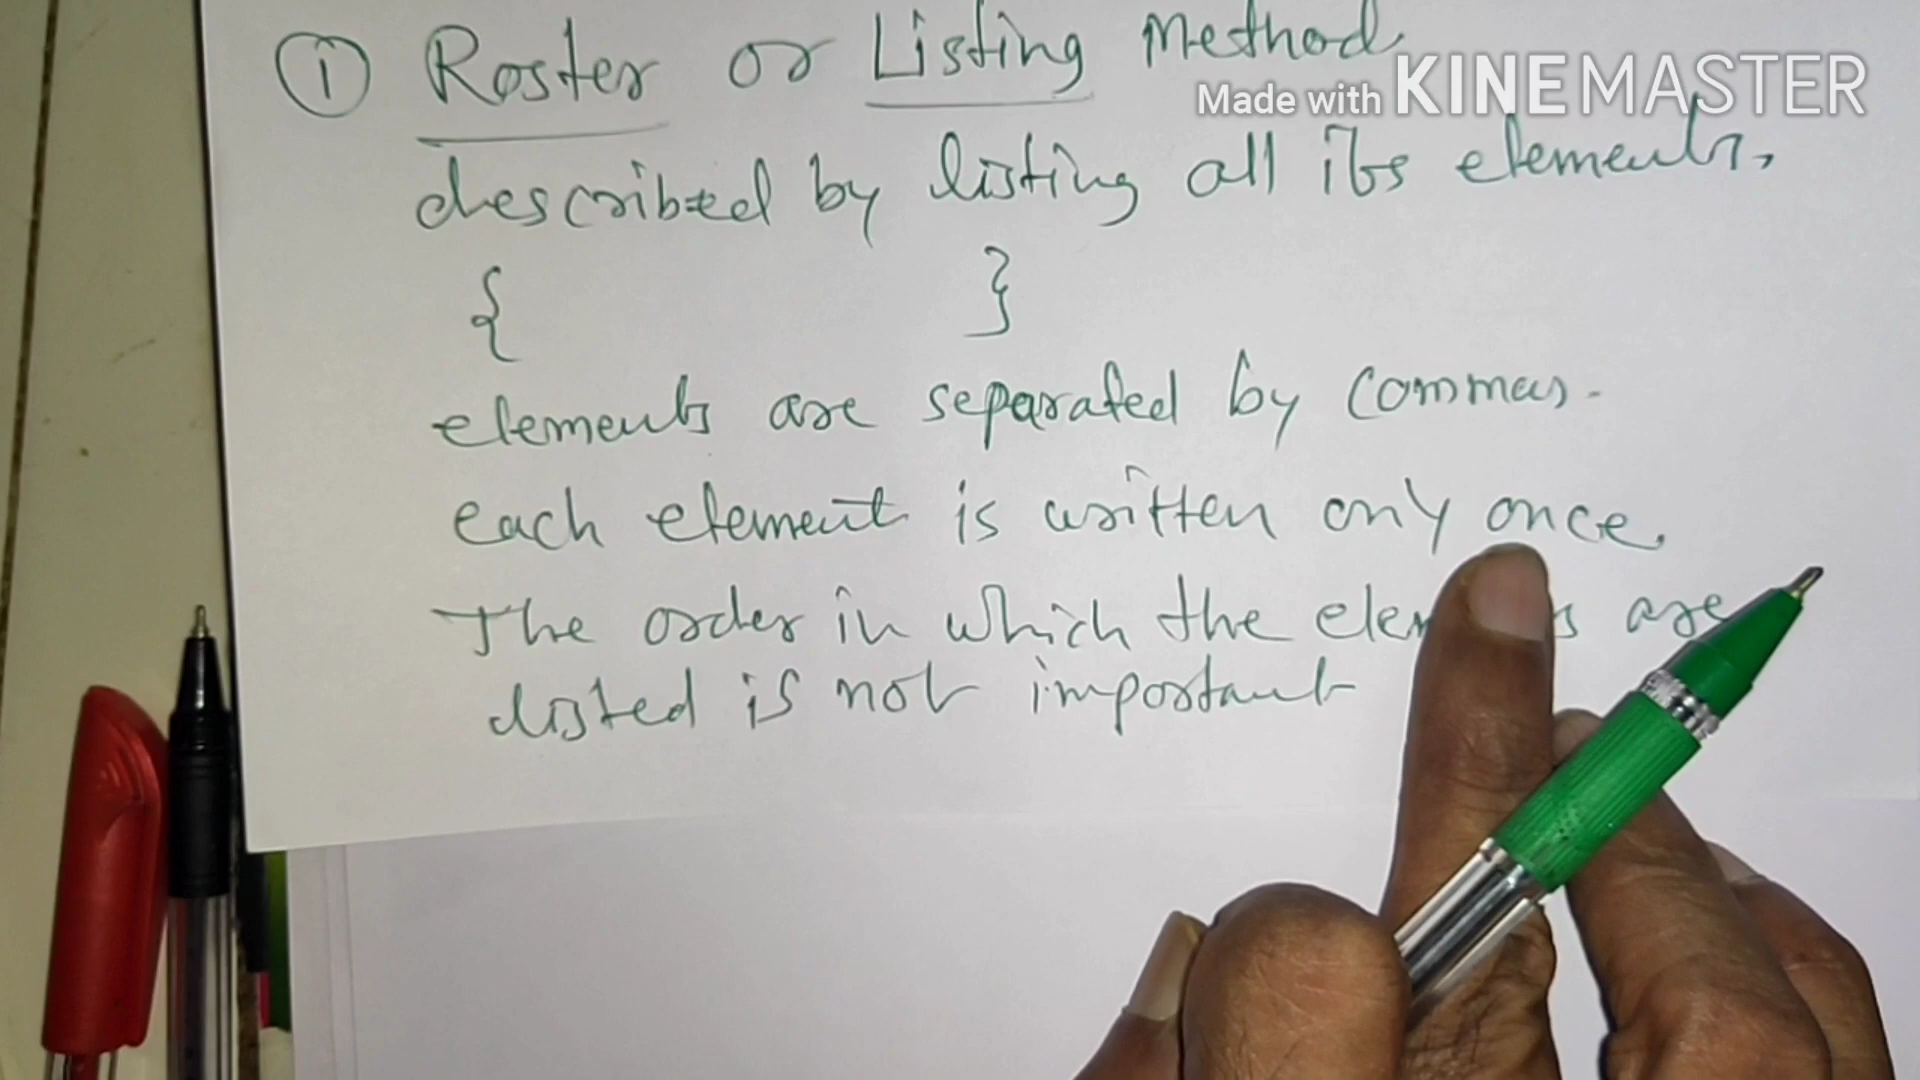 ① Roster or Listing Method
Made with KINEMASTER
described by listing all its elements,
{ }
elements are separated by commas.
each element is written only once.
The order in which the are
listed is not important